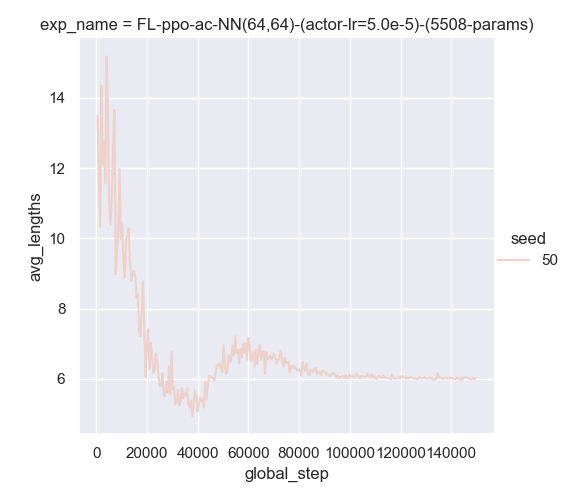 exp_name = FL-ppo-ac-NN(64,64)-(actor-lr=5.0e-5)-(5508-params)
14
12
10
8
6
avg_lengths
seed
50
0 20000 40000 60000 80000 100000 120000 140000
global_step